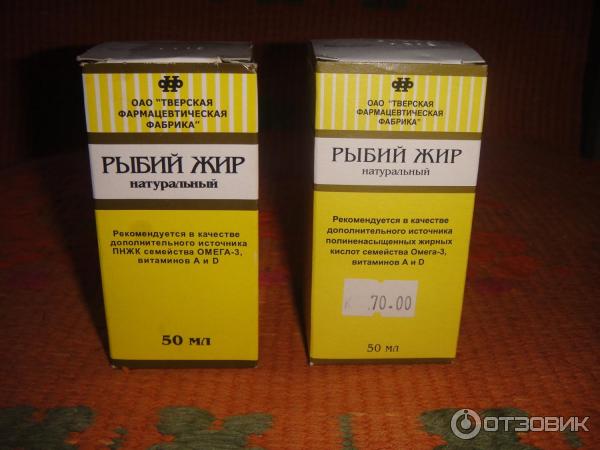 ОАО "ТВЕРСКАЯ
ФАРМАЦЕВТИЧЕСКАЯ
ФАБРИКА"
РЫБИЙ ЖИР
натуральный
Рекомендуется в качестве
дополнительного источника
ПНЖК семейства ОМЕГА-3,
витаминов А и D
50 мл
ОАО "ТВЕРСКАЯ
ФАРМАЦЕВТИЧЕСКАЯ
ФАБРИКА"
РЫБИЙ ЖИР
натуральный
Рекомендуется в качестве
дополнительного источника
полиненасыщенных жирных
кислот семейства Омега-3,
витаминов А и D
70.00
50 мл
ОТЗОВИК